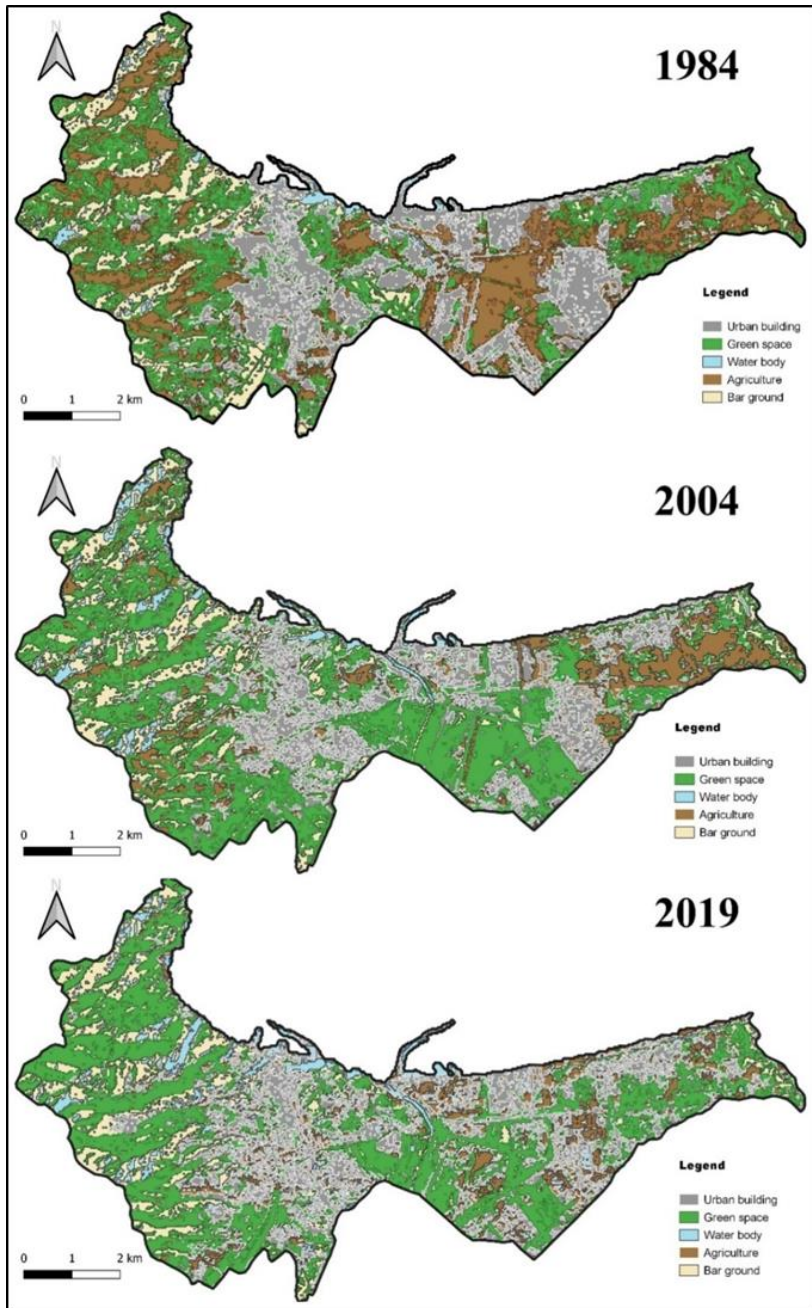 N
1984
Legend
Urban building
Green space
Water body
Agriculture
Bar ground
0 1 2 km
N
2004
Legend
Urban building
Green space
Water body
Agriculture
Bar ground
0 1 2 km
N
2019
Legend
Urban building
Green space
Water body
Agriculture
Bar ground
0 1 2 km